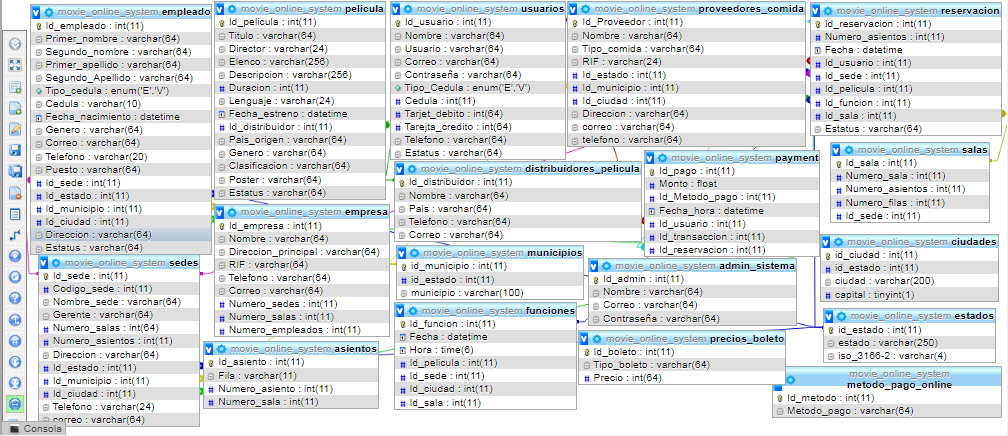 movie_online_system empleado
Id_empleado : int(11)
Primer_nombre : varchar(64)
Segundo_nombre : varchar(64)
Primer_apellido : varchar(64)
Segundo_Apellido : varchar(64)
Tipo_cedula : enum('E','V')
Cedula : varchar(10)
Fecha_nacimiento : datetime
Genero : varchar(64)
Correo : varchar(64)
Telefono : varchar(20)
Puesto : varchar(64)
Id_sede : int(11)
Id_estado : int(11)
Id_municipio : int(11)
Id_ciudad : int(11)
Direccion : varchar(64)
Estatus : varchar(64)
movie_online_system sedes
Id_sede : int(11)
Codigo_sede : int(11)
Nombre_sede : varchar(64)
Gerente : varchar(64)
Numero_salas : int(64)
Numero_asientos : int(11)
Direccion : varchar(64)
Id_estado : int(11)
Id_municipio : int(11)
Id_ciudad : int(11)
Telefono : varchar(24)
correo : varchar(64)
movie_online_system pelicula
Id_pelicula : int(11)
Titulo : varchar(64)
Director : varchar(24)
Elenco : varchar(256)
Descripcion : varchar(256)
Duracion : int(11)
Lenguaje : varchar(24)
Fecha_estreno : datetime
Id_distribuidor : int(11)
Pais_origen : varchar(64)
Genero : varchar(64)
Clasificacion : varchar(64)
Poster : varchar(64)
Estatus : varchar(64)
movie_online_system empresa
Id_empresa : int(11)
Nombre : varchar(64)
Direccion_principal : varchar(64)
RIF : varchar(64)
Telefono : varchar(64)
Correo : varchar(64)
Numero_sedes : int(11)
Numero_salas : int(11)
Numero_empleados : int(11)
movie_online_system asientos
Id_asiento : int(11)
Fila : varchar(11)
Numero_asiento : int(11)
Numero_sala : int(11)
movie_online_system usuarios
Id_usuario : int(11)
Nombre : varchar(64)
Usuario : varchar(64)
Correo : varchar(64)
Contraseña : varchar(64)
Tipo_Cedula : enum('E','V')
Cedula : int(11)
Tarjet_debito : int(64)
Tarejta_credito : int(64)
Telefono : varchar(64)
Estatus : varchar(64)
movie_online_system distribuidores_pelicula
Id_distribuidor : int(11)
Nombre : varchar(64)
Pais : varchar(64)
Telefono : varchar(64)
Correo : varchar(64)
movie_online_system municipios
id_municipio : int(11)
id_estado : int(11)
municipio : varchar(100)
movie_online_system funciones
Id_funcion : int(11)
Fecha : datetime
Hora : time(6)
Id_pelicula : int(11)
Id_sede : int(11)
Id_ciudad : int(11)
Id_sala : int(11)
movie_online_system proveedores_comida
Id_Proveedor : int(11)
Nombre : varchar(64)
Tipo_comida : varchar(64)
RIF : varchar(24)
Id_estado : int(11)
Id_municipio : int(11)
Id_ciudad : int(11)
Direccion : varchar(64)
correo : varchar(64)
telefono : varchar(64)
movie_online_system payment
Id_pago : int(11)
Monto : float
Id_Metodo_pago : int(11)
Fecha_hora : datetime
Id_usuario : int(11)
Id_transaccion : int(11)
Id_reservacion : int(11)
movie_online_system admin_sistema
Id_admin : int(11)
Nombre : varchar(64)
Correo : varchar(64)
Contraseña : varchar(64)
movie_online_system precios_boleto
Id_boleto : int(11)
Tipo_boleto : varchar(64)
Precio : int(64)
movie_online_system reservacion
Id_reservacion : int(11)
Numero_asientos : int(11)
Fecha : datetime
Id_usuario : int(11)
Id_sede : int(11)
Id_pelicula : int(11)
Id_funcion : int(11)
Id_sala : int(11)
Estatus : varchar(64)
movie_online_system salas
Id_sala : int(11)
Numero_sala : int(11)
Numero_asientos : int(11)
Numero_filas : int(11)
Id_sede : int(11)
movie_online_system ciudades
id_ciudad : int(11)
id_estado : int(11)
ciudad : varchar(200)
capital : tinyint(1)
movie_online_system estados
id_estado : int(11)
estado : varchar(250)
iso_3166-2 : varchar(4)
movie_online_system
metodo_pago_online
Id_metodo : int(11)
Metodo_pago : varchar(64)
Consola